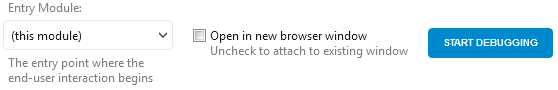 Entry Module:
(this module)
The entry point where the
end-user interaction begins
Open in new browser window
Uncheck to attach to existing window
START DEBUGGING